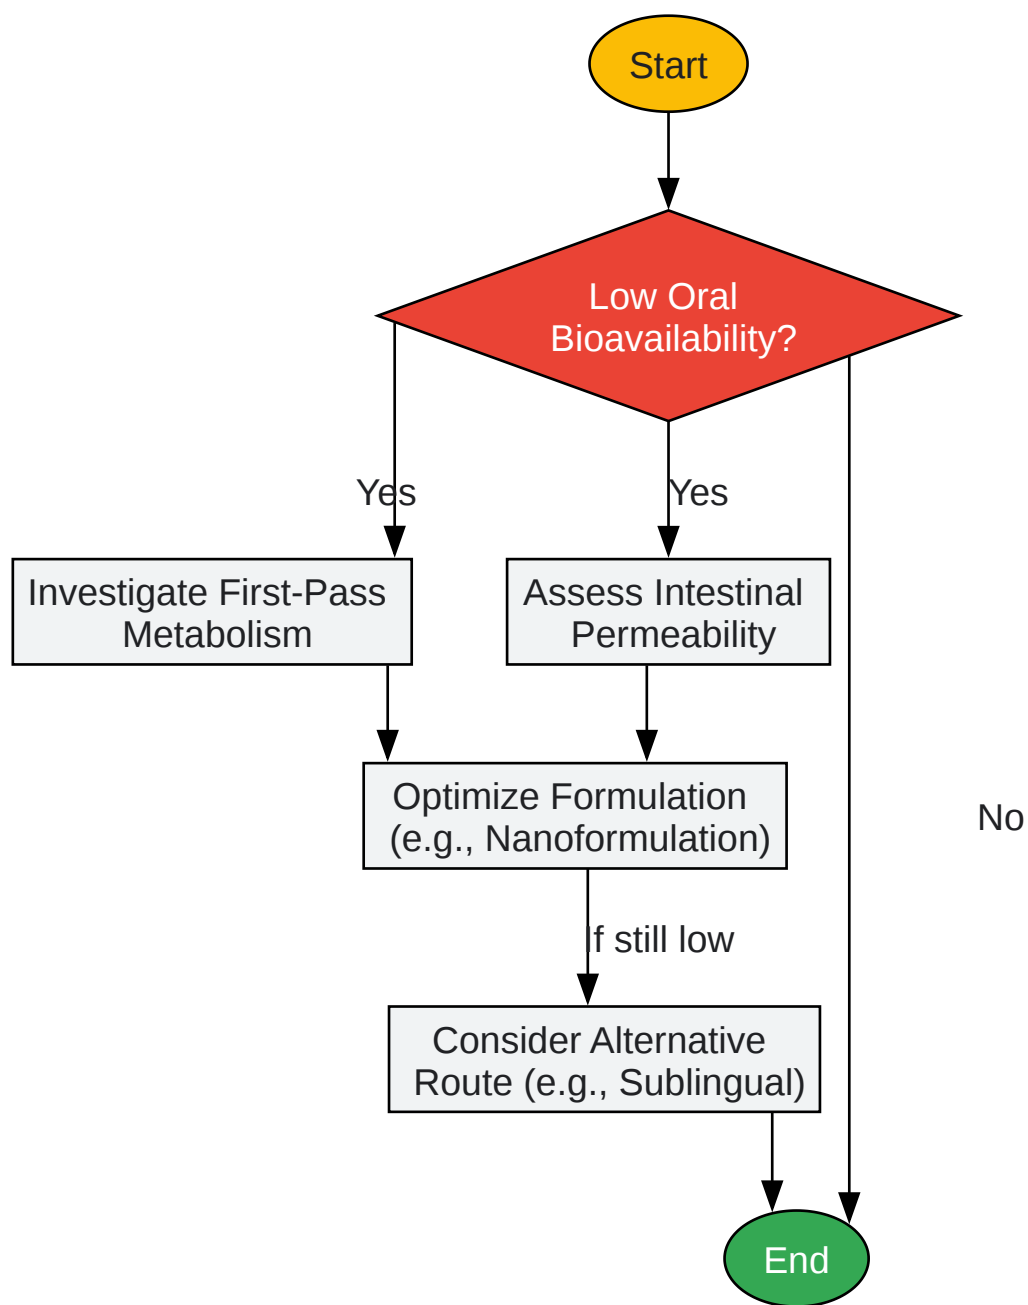 Start
Low Oral
Bioavailability?
Yes
Yes
Investigate First-Pass
Metabolism
Assess Intestinal
Permeability
Optimize Formulation
(e.g., Nanoformulation)
No
If still low
Consider Alternative
Route (e.g., Sublingual)
End